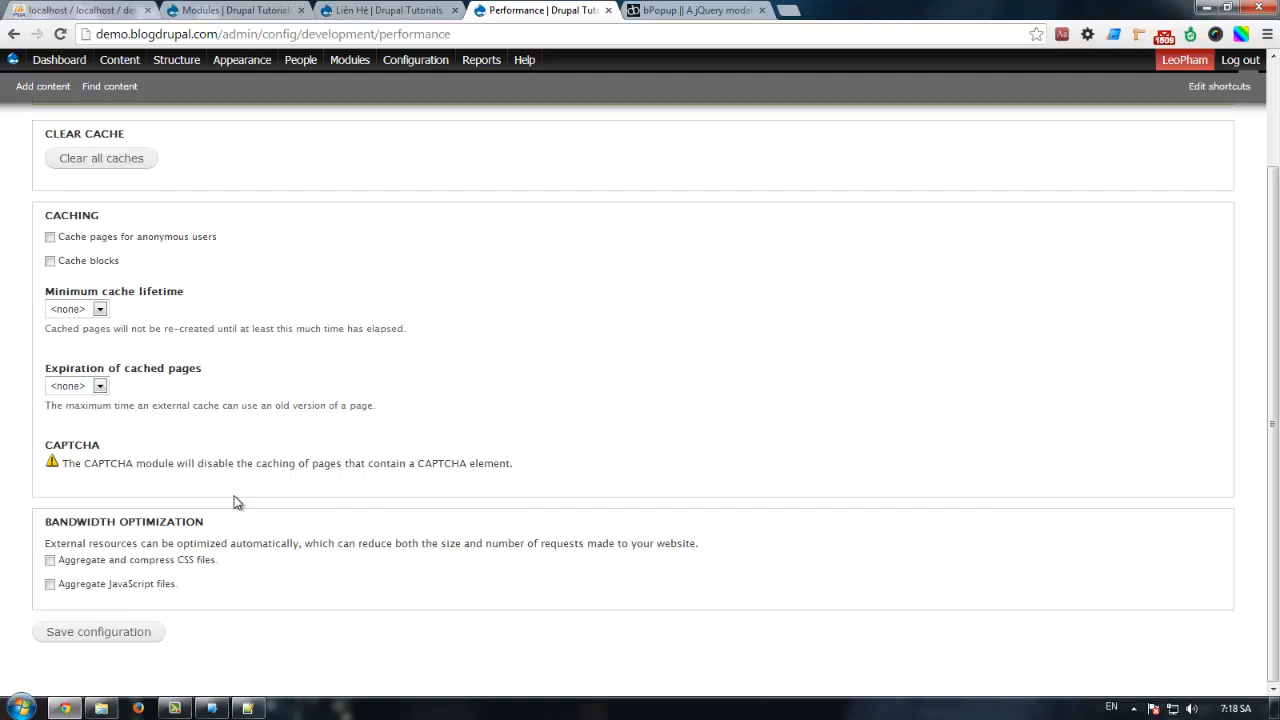 localhost / localhost / de
Modules | Drupal Tutorials
Liên Hệ | Drupal Tutorials
Performance | Drupal Tut
bPopup || A jQuery moda
demo.blogdrupal.com/admin/config/development/performance
1509
Dashboard Content Structure Appearance People Modules Configuration Reports Help LeoPham Log out
Add content Find content Edit shortcuts
CLEAR CACHE
Clear all caches
CACHING
Cache pages for anonymous users
Cache blocks
Minimum cache lifetime
<none>
Cached pages will not be re-created until at least this much time has elapsed.
Expiration of cached pages
<none>
The maximum time an external cache can use an old version of a page.
CAPTCHA
The CAPTCHA module will disable the caching of pages that contain a CAPTCHA element.
BANDWIDTH OPTIMIZATION
External resources can be optimized automatically, which can reduce both the size and number of requests made to your website.
Aggregate and compress CSS files.
Aggregate JavaScript files.
Save configuration
EN 7:18 SA